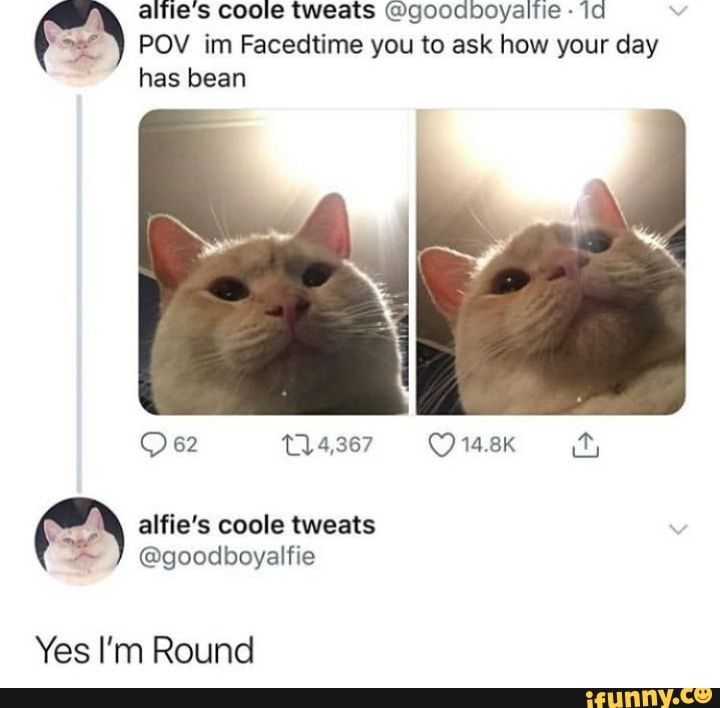 alfie's coole tweats @goodboyalfie · 1d
POV im Facedtime you to ask how your day
has bean
62 4,367 14.8K
alfie's coole tweats
@goodboyalfie
Yes I'm Round
ifunny.co